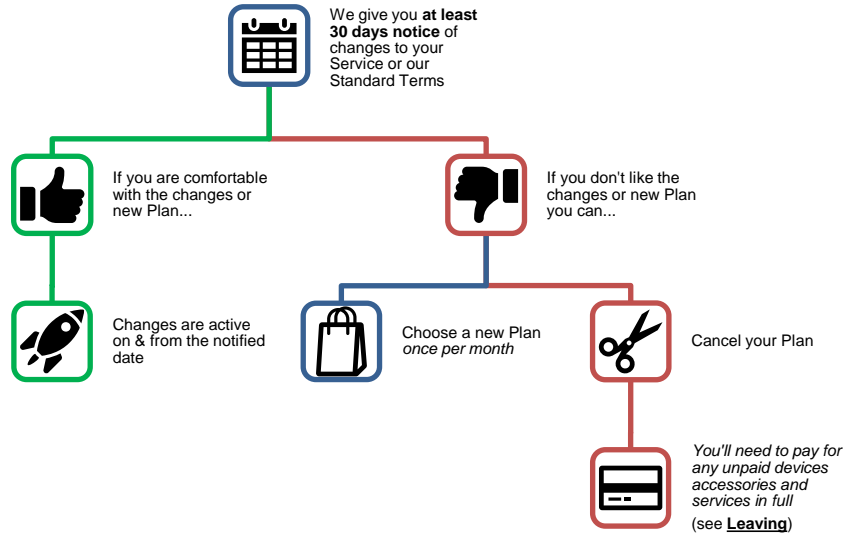 We give you at least
30 days notice of
changes to your
Service or our
Standard Terms
If you are comfortable
with the changes or
new Plan...
If you don't like the
changes or new Plan
you can...
Changes are active
on & from the notified
date
Choose a new Plan
once per month
Cancel your Plan
You'll need to pay for
any unpaid devices
accessories and
services in full
(see Leaving)